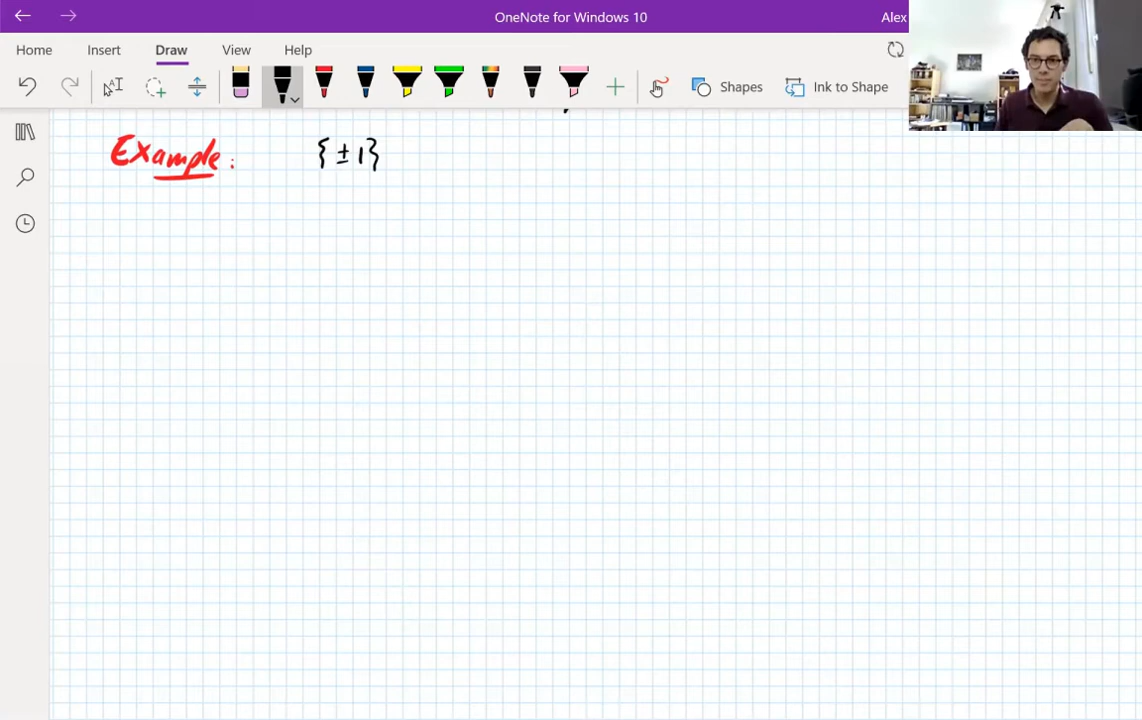 OneNote for Windows 10
Alex
Home Insert Draw View Help
Shapes Ink to Shape
Example: {±1}